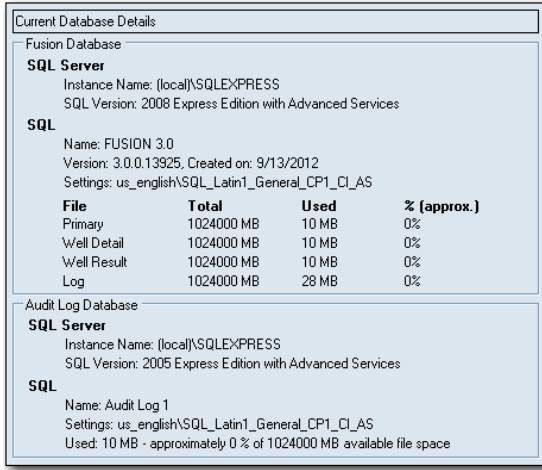 Current Database Details
Fusion Database
SQL Server
Instance Name: (local)\SQLEXPRESS
SQL Version: 2008 Express Edition with Advanced Services
SQL
Name: FUSION 3.0
Version: 3.0.0.13925, Created on: 9/13/2012
Settings: us_english\SQL_Latin1_General_CP1_CI_AS
File Total Used % (approx.)
Primary 1024000 MB 10 MB 0%
Well Detail 1024000 MB 10 MB 0%
Well Result 1024000 MB 10 MB 0%
Log 1024000 MB 28 MB 0%
Audit Log Database
SQL Server
Instance Name: (local)\SQLEXPRESS
SQL Version: 2005 Express Edition with Advanced Services
SQL
Name: Audit Log 1
Settings: us_english\SQL_Latin1_General_CP1_CI_AS
Used: 10 MB - approximately 0 % of 1024000 MB available file space